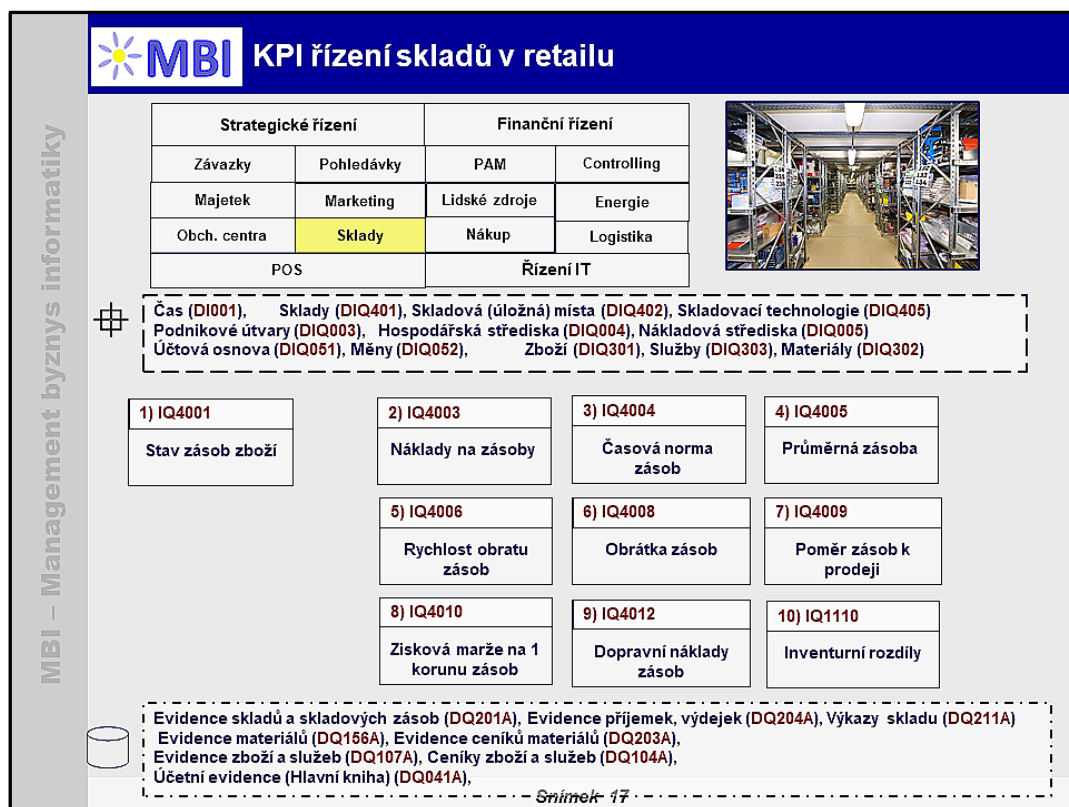 MBI
KPI řízení skladů v retailu
MBI – Management byznys informatiky
Strategické řízení
Finanční řízení
Závazky
Pohledávky
PAM
Controlling
Majetek
Marketing
Lidské zdroje
Energie
Obch. centra
Sklady
Nákup
Logistika
POS
Řízení IT
Čas (DI001), Sklady (DIQ401), Skladová (úložná) místa (DIQ402), Skladovací technologie (DIQ405)
Podnikové útvary (DIQ003), Hospodářská střediska (DIQ004), Nákladová střediska (DIQ005)
Účtová osnova (DIQ051), Měny (DIQ052), Zboží (DIQ301), Služby (DIQ303), Materiály (DIQ302)
1) IQ4001
Stav zásob zboží
2) IQ4003
Náklady na zásoby
3) IQ4004
Časová norma
zásob
4) IQ4005
Průměrná zásoba
5) IQ4006
Rychlost obratu
zásob
6) IQ4008
Obrátka zásob
7) IQ4009
Poměr zásob k
prodeji
8) IQ4010
Zisková marže na 1
korunu zásob
9) IQ4012
Dopravní náklady
zásob
10) IQ1110
Inventurní rozdíly
Evidence skladů a skladových zásob (DQ201A), Evidence příjemek, výdejek (DQ204A), Výkazy skladu (DQ211A)
Evidence materiálů (DQ156A), Evidence ceníků materiálů (DQ203A),
Evidence zboží a služeb (DQ107A), Ceníky zboží a služeb (DQ104A),
Účetní evidence (Hlavní kniha) (DQ041A),
Snímek 17